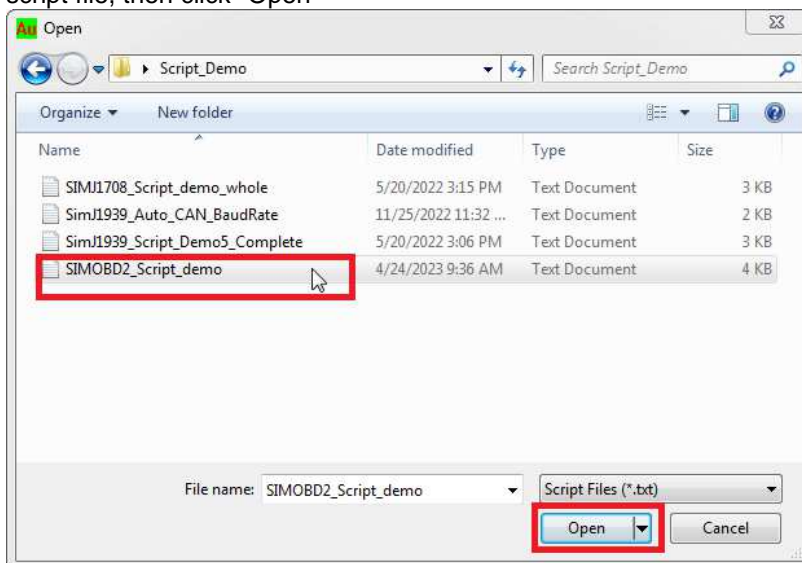 script file, then click "Open"
Au Open
Script_Demo
Search Script_Demo
Organize
New folder
Name Date modified Type Size
SIMJ1708_Script_demo_whole 5/20/2022 3:15 PM Text Document 3 KB
SimJ1939_Auto_CAN_BaudRate 11/25/2022 11:32 ... Text Document 2 KB
SimJ1939_Script_Demo5_Complete 5/20/2022 3:06 PM Text Document 3 KB
SIMOBD2_Script_demo 4/24/2023 9:36 AM Text Document 4 KB
File name: SIMOBD2_Script_demo Script Files (*.txt)
Open Cancel